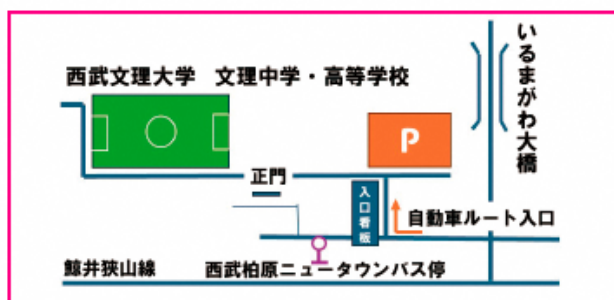 西武文理大学　文理中学・高等学校
いるまがわ大橋
P
正門
入口看板
自動車ルート入口
鯨井狭山線
西武柏原ニュータウンバス停